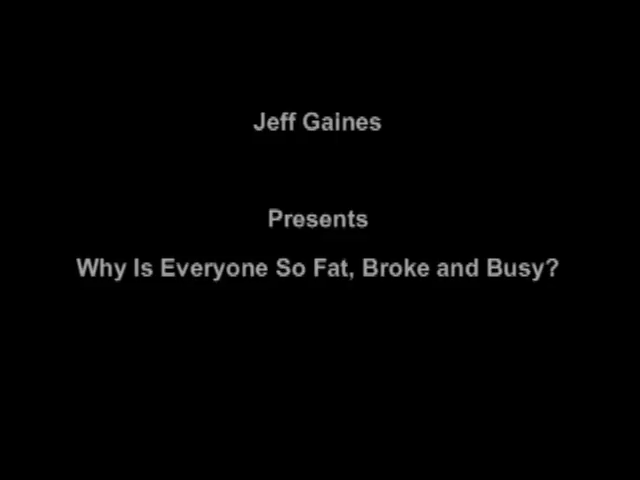 Jeff Gaines
Presents
Why Is Everyone So Fat, Broke and Busy?